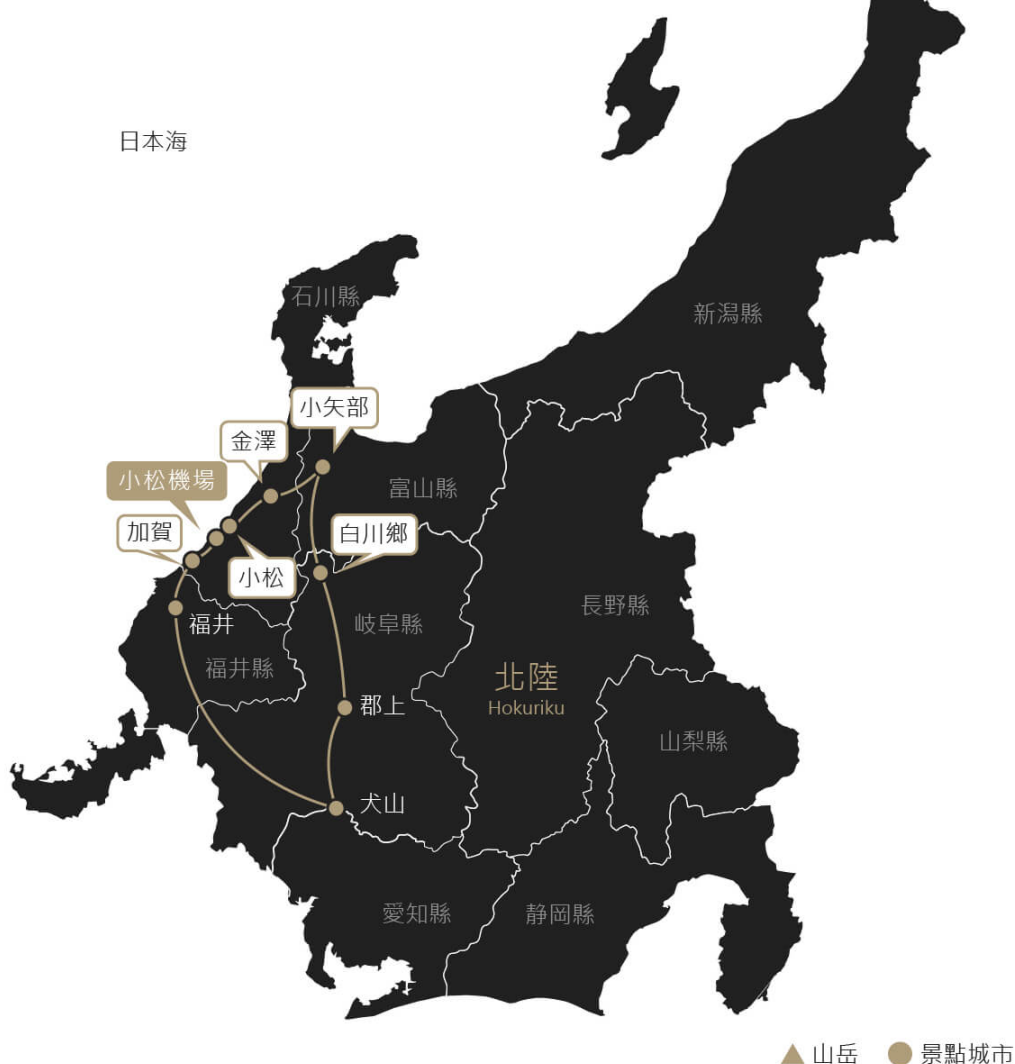 日本海
石川縣
新潟縣
小矢部
金澤
小松機場
富山縣
加賀
白川鄉
小松
長野縣
福井
岐阜縣
福井縣
北陸
Hokuriku
郡上
山梨縣
犬山
愛知縣
静岡縣
山岳
景點城市